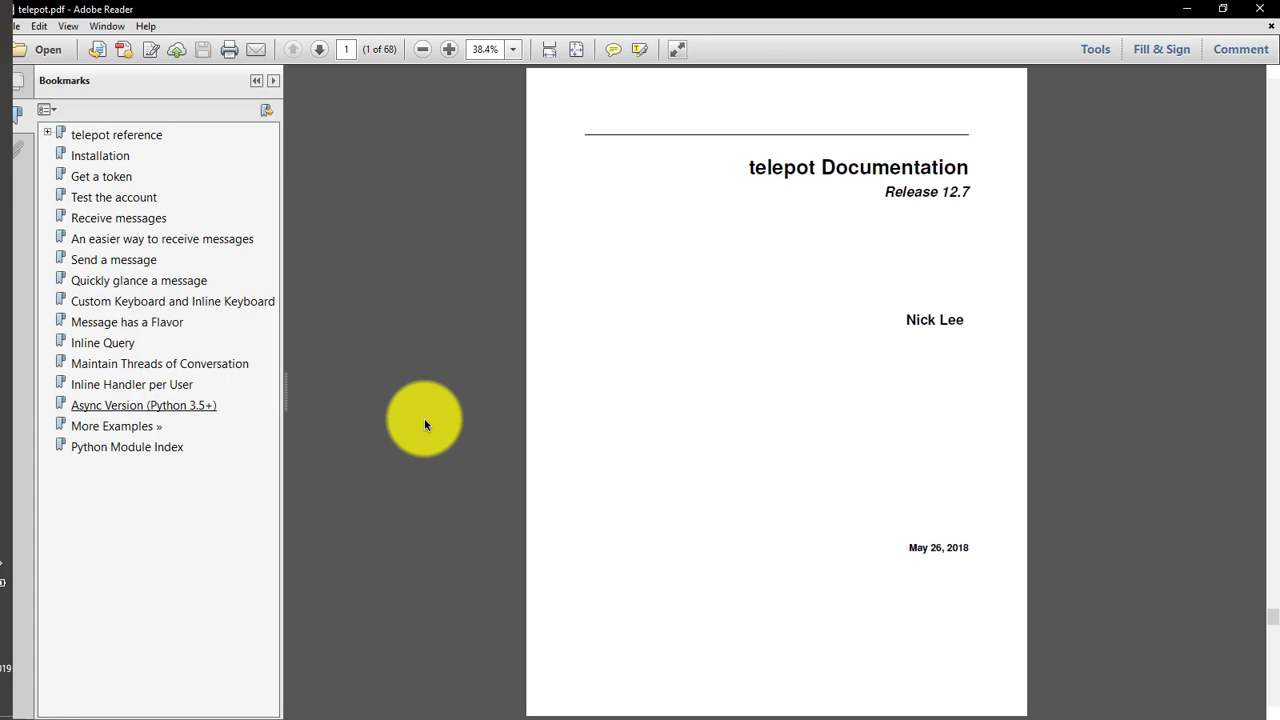 telepot.pdf - Adobe Reader
Edit View Window Help
Open
1 (1 of 68) 38.4% Tools Fill & Sign Comment
Bookmarks
telepot reference
Installation
Get a token
Test the account
Receive messages
An easier way to receive messages
Send a message
Quickly glance a message
Custom Keyboard and Inline Keyboard
Message has a Flavor
Inline Query
Maintain Threads of Conversation
Inline Handler per User
Async Version (Python 3.5+)
More Examples »
Python Module Index
telepot Documentation
Release 12.7
Nick Lee
May 26, 2018